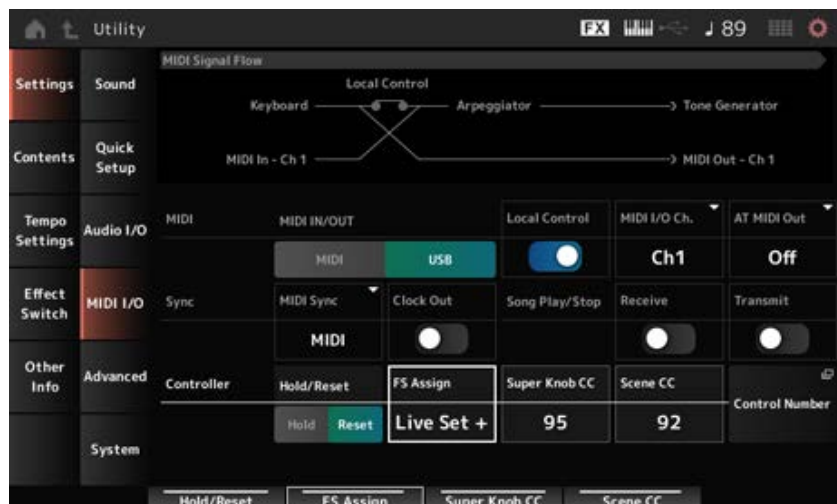 Utility
FX
♩ 89
Settings
Sound
Contents
Quick
Setup
Tempo
Settings
Audio I/O
Effect
Switch
MIDI I/O
Other
Info
Advanced
System
MIDI Signal Flow
Local Control
Keyboard
Arpeggiator
Tone Generator
MIDI In - Ch 1
MIDI Out - Ch 1
MIDI
MIDI IN/OUT
Local Control
MIDI I/O Ch.
AT MIDI Out
MIDI
USB
Ch1
Off
Sync
MIDI Sync
Clock Out
Song Play/Stop
Receive
Transmit
MIDI
Controller
Hold/Reset
FS Assign
Super Knob CC
Scene CC
Control Number
Hold
Reset
Live Set +
95
92
Hold/Reset
FS Assign
Super Knob CC
Scene CC